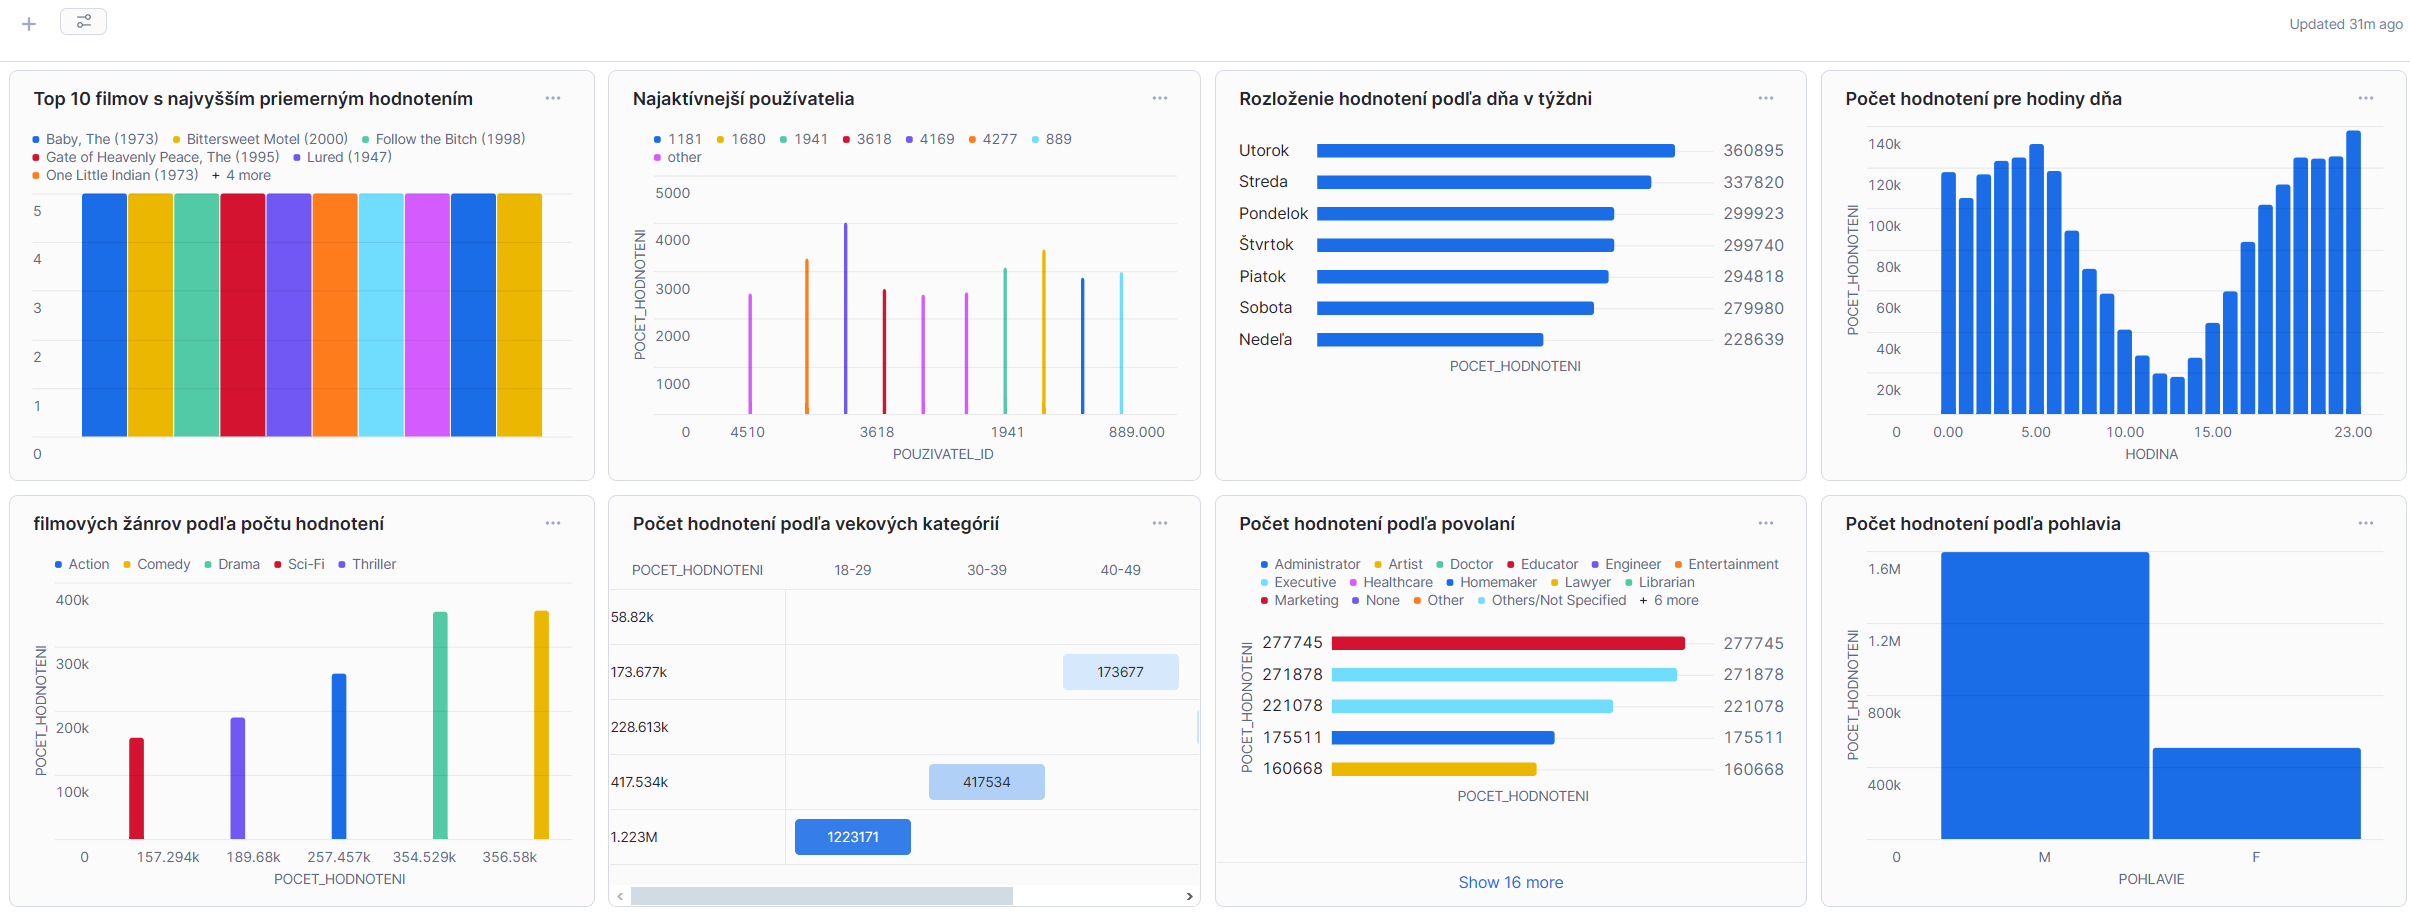 Updated 31m ago
Top 10 filmov s najvyšším priemerným hodnotením
Baby, The (1973) Bittersweet Motel (2000) Follow the Bitch (1998)
Gate of Heavenly Peace, The (1995) Lured (1947)
One Little Indian (1973) + 4 more
5
4
3
2
1
0
Najaktívnejší používatelia
1181 1680 1941 3618 4169 4277 889
other
POCET_HODNOTENI
5000
4000
3000
2000
1000
0
4510 3618 1941 889.000
POUZIVATEL_ID
Rozloženie hodnotení podľa dňa v týždni
Utorok 360895
Streda 337820
Pondelok 299923
Štvrtok 299740
Piatok 294818
Sobota 279980
Nedeľa 228639
POCET_HODNOTENI
Počet hodnotení pre hodiny dňa
POCET_HODNOTENI
140k
120k
100k
80k
60k
40k
20k
0
0.00 5.00 10.00 15.00 23.00
HODINA
filmových žánrov podľa počtu hodnotení
Action Comedy Drama Sci-Fi Thriller
POCET_HODNOTENI
400k
300k
200k
100k
0
157.294k 189.68k 257.457k 354.529k 356.58k
POCET_HODNOTENI
Počet hodnotení podľa vekových kategórií
POCET_HODNOTENI 18-29 30-39 40-49
58.82k
173.677k 173677
228.613k
417.534k 417534
1.223M 1223171
Počet hodnotení podľa povolaní
Administrator Artist Doctor Educator Engineer Entertainment
Executive Healthcare Homemaker Lawyer Librarian
Marketing None Other Others/Not Specified + 6 more
POCET_HODNOTENI
277745 277745
271878 271878
221078 221078
175511 175511
160668 160668
POCET_HODNOTENI
Show 16 more
Počet hodnotení podľa pohlavia
POCET_HODNOTENI
1.6M
1.2M
800k
400k
0
M F
POHLAVIE